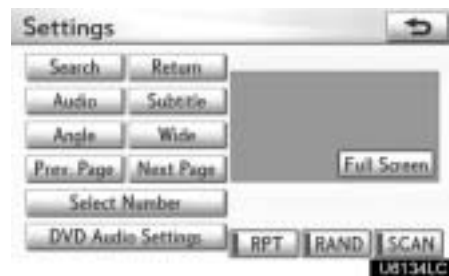 Settings
Search Return
Audio Subtitle
Angle Wide
Prev. Page Next Page Full Screen
Select Number
DVD Audio Settings RPT RAND SCAN
U8134LC